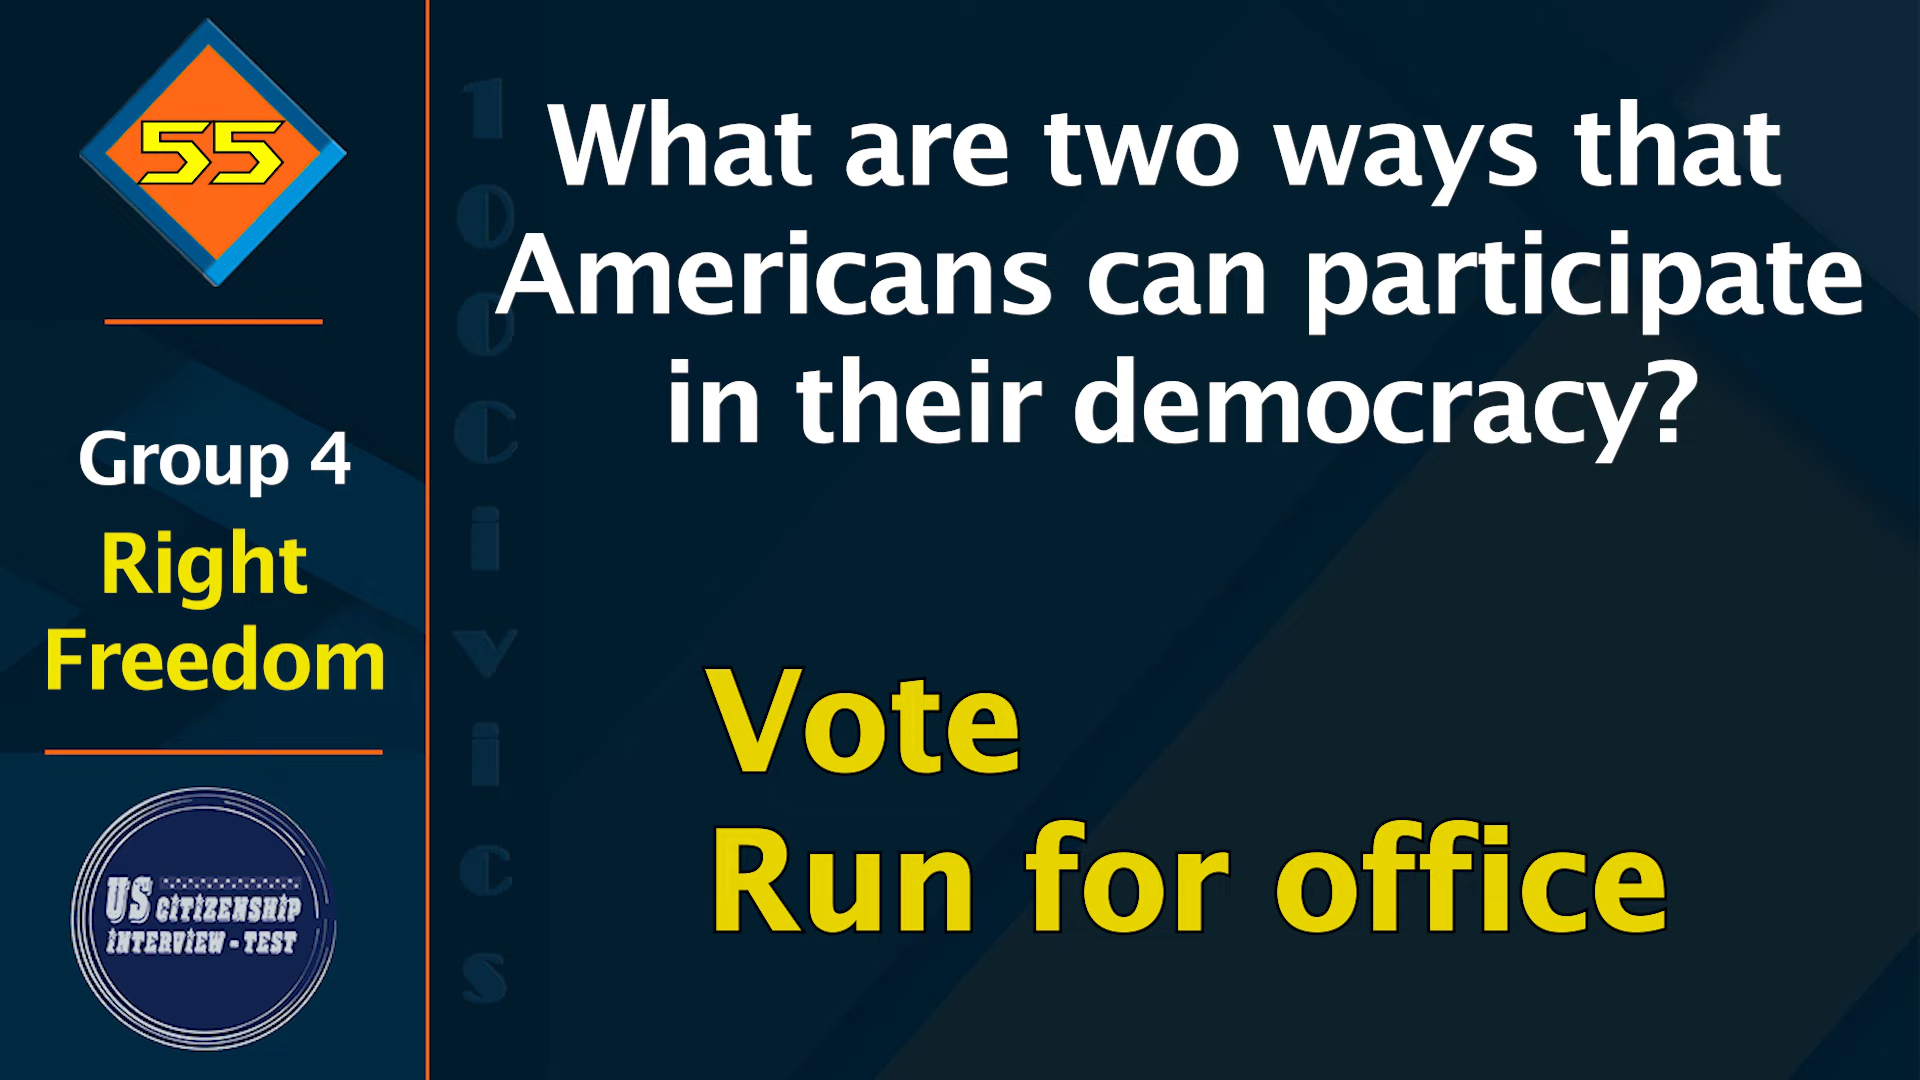 55
Group 4
Right
Freedom
US CITIZENSHIP
INTERVIEW - TEST
100 Civics
What are two ways that
Americans can participate
in their democracy?
Vote
Run for office